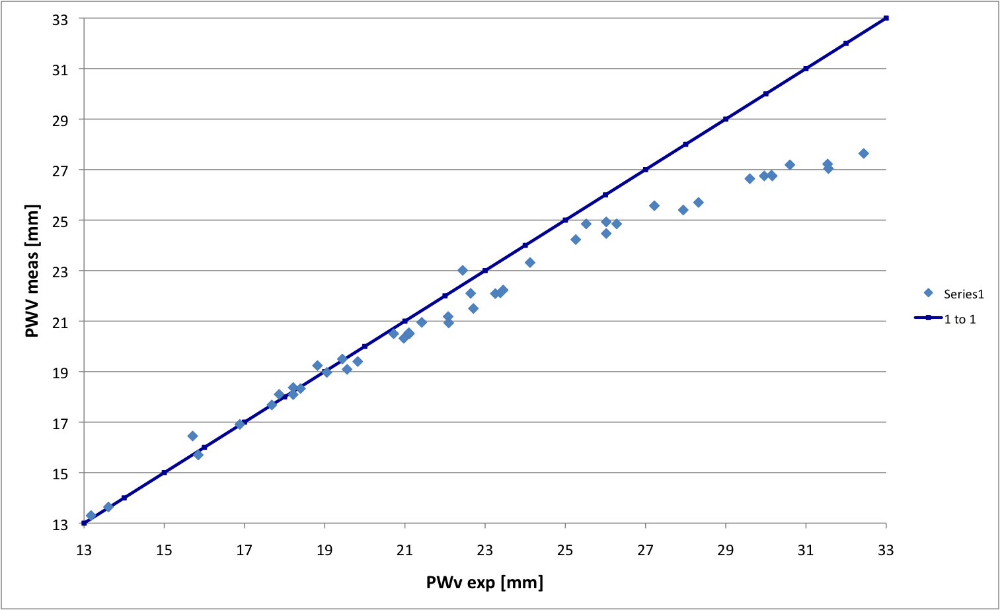 33
31
29
27
25
23
21
19
17
15
13
13 15 17 19 21 23 25 27 29 31 33
PWV meas [mm]
PWv exp [mm]
Series1
1 to 1